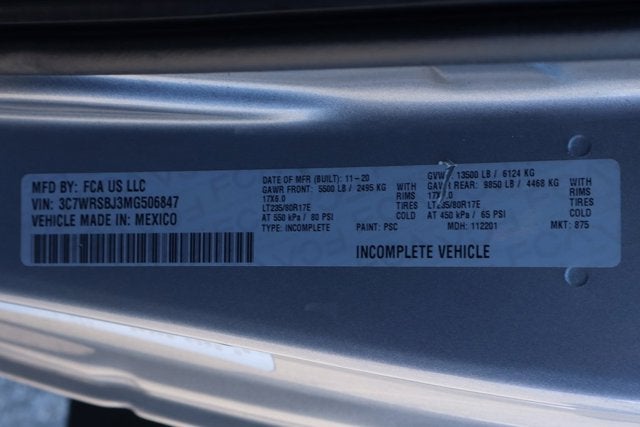 MFD BY: FCA US LLC
VIN: 3C7WRSBJ3MG506847
VEHICLE MADE IN: MEXICO
DATE OF MFR (BUILT): 11-20
GAWR FRONT: 5500 LB / 2495 KG WITH
17X6.0 RIMS
LT235/80R17E TIRES
AT 550 kPa / 80 PSI COLD
TYPE: INCOMPLETE PAINT: PSC
GVW 13500 LB / 6124 KG
GAWR REAR: 9850 LB / 4468 KG WITH
17X6.0 RIMS
LT235/80R17E TIRES
AT 450 kPa / 65 PSI COLD
MDH: 112201 MKT: 875
INCOMPLETE VEHICLE